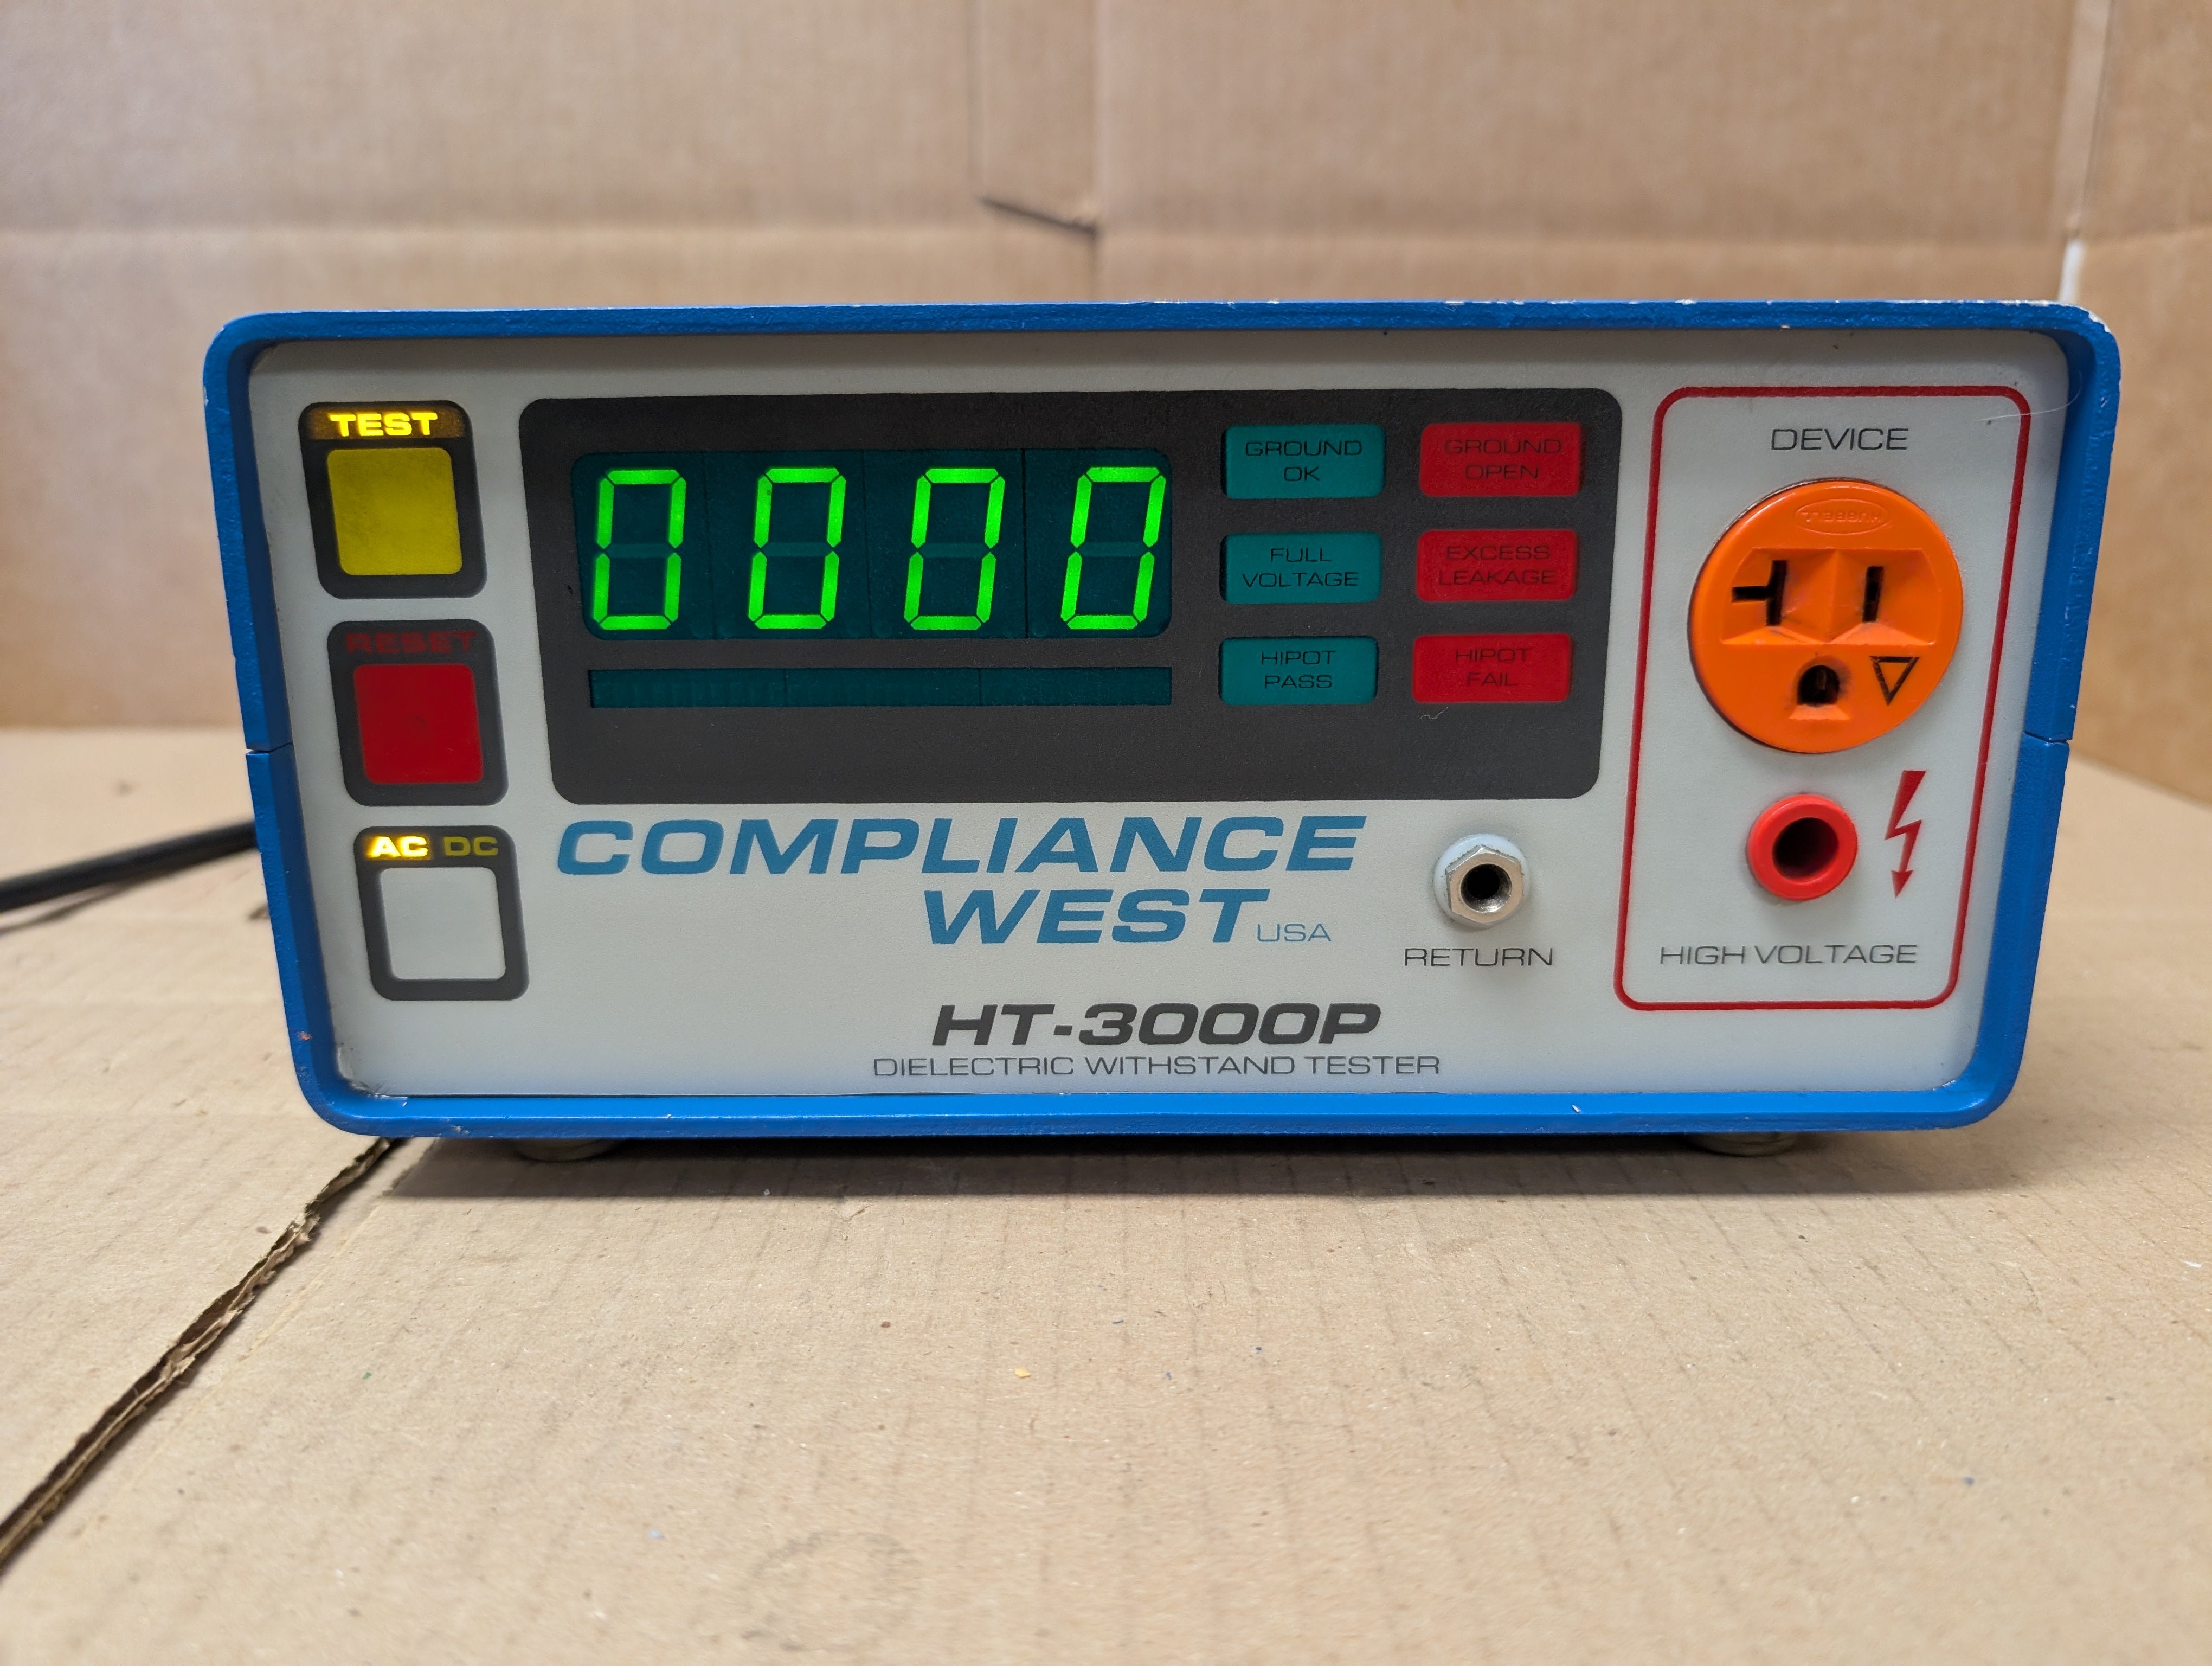 TEST
RESET
AC DC
0000
GROUND
OK
GROUND
OPEN
FULL
VOLTAGE
EXCESS
LEAKAGE
HIPOT
PASS
HIPOT
FAIL
DEVICE
HUBBELL
COMPLIANCE
WEST USA
RETURN
HIGH VOLTAGE
HT-3000P
DIELECTRIC WITHSTAND TESTER